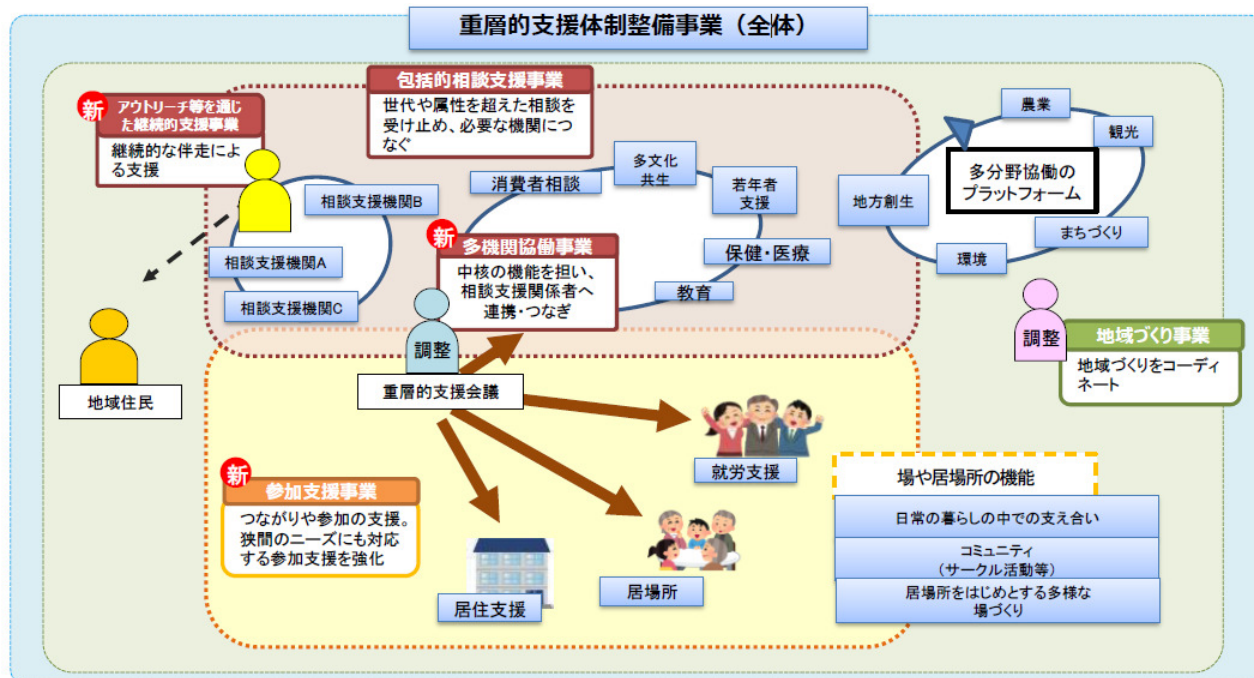 重層的支援体制整備事業（全体）
新
アウトリーチ等を通じ
た継続的支援事業
継続的な伴走によ
る支援
包括的相談支援事業
世代や属性を超えた相談を
受け止め、必要な機関につ
なぐ
相談支援機関B
相談支援機関A
相談支援機関C
消費者相談
多文化
共生
若年者
支援
保健・医療
教育
新
多機関協働事業
中核の機能を担い、
相談支援関係者へ
連携・つなぎ
調整
重層的支援会議
農業
観光
多分野協働の
プラットフォーム
地方創生
まちづくり
環境
調整
地域づくり事業
地域づくりをコーディ
ネート
地域住民
新
参加支援事業
つながりや参加の支援。
狭間のニーズにも対応
する参加支援を強化
就労支援
居場所
居住支援
場や居場所の機能
日常の暮らしの中での支え合い
コミュニティ
（サークル活動等）
居場所をはじめとする多様な
場づくり